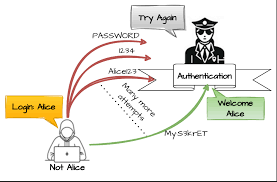 Try Again
PASSWORD
1234
Alice123
Authentication
Login: Alice
Many more
attempts
Welcome
Alice
MyS3krET
Not Alice